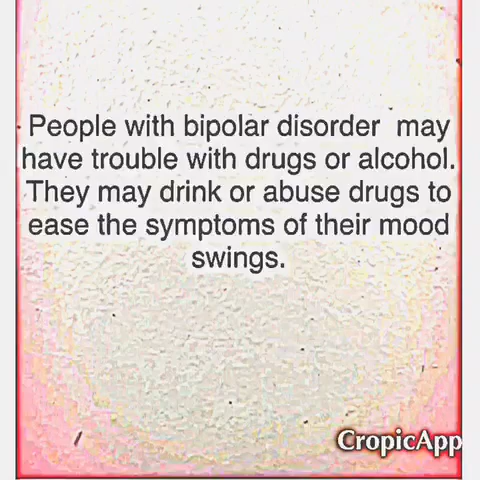 People with bipolar disorder  may
have trouble with drugs or alcohol.
They may drink or abuse drugs to
ease the symptoms of their mood
swings.
CropicApp